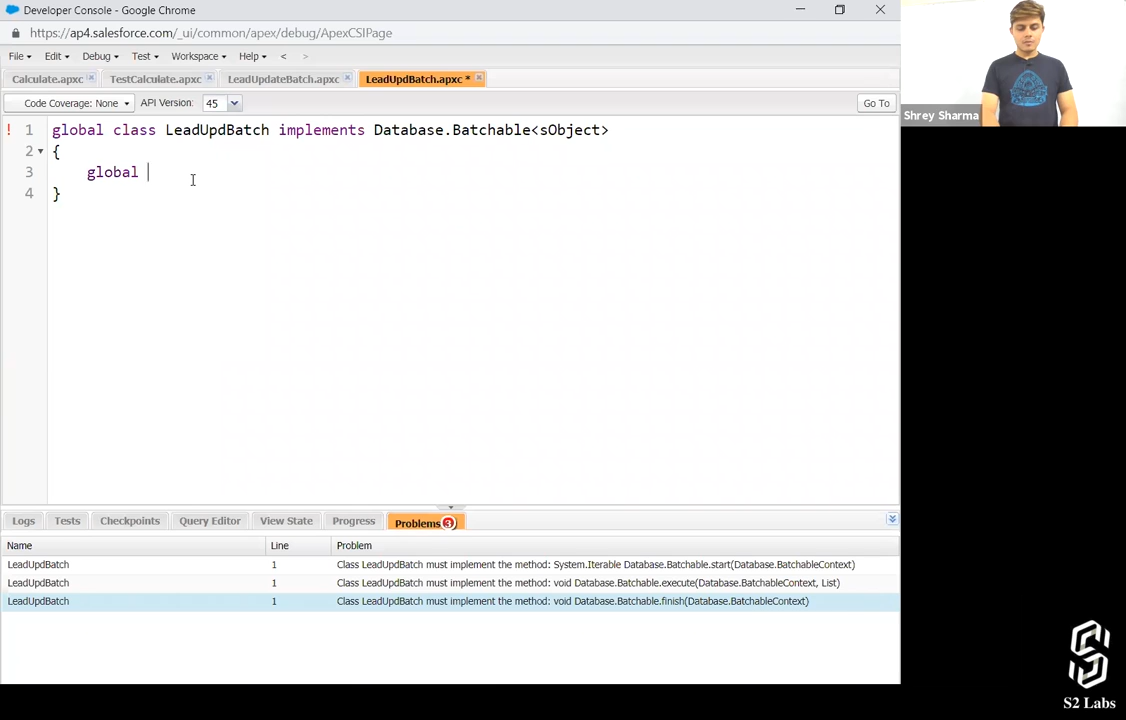 Developer Console - Google Chrome
https://ap4.salesforce.com/_ui/common/apex/debug/ApexCSIPage
File Edit Debug Test Workspace Help < >
Calculate.apxc TestCalculate.apxc LeadUpdateBatch.apxc LeadUpdBatch.apxc *
Code Coverage: None API Version: 45 Go To
Shrey Sharma
! 1 global class LeadUpdBatch implements Database.Batchable<sObject>
2 {
3 global
4 }
Logs Tests Checkpoints Query Editor View State Progress Problems 3
Name Line Problem
LeadUpdBatch 1 Class LeadUpdBatch must implement the method: System.Iterable Database.Batchable.start(Database.BatchableContext)
LeadUpdBatch 1 Class LeadUpdBatch must implement the method: void Database.Batchable.execute(Database.BatchableContext, List)
LeadUpdBatch 1 Class LeadUpdBatch must implement the method: void Database.Batchable.finish(Database.BatchableContext)
S2 Labs